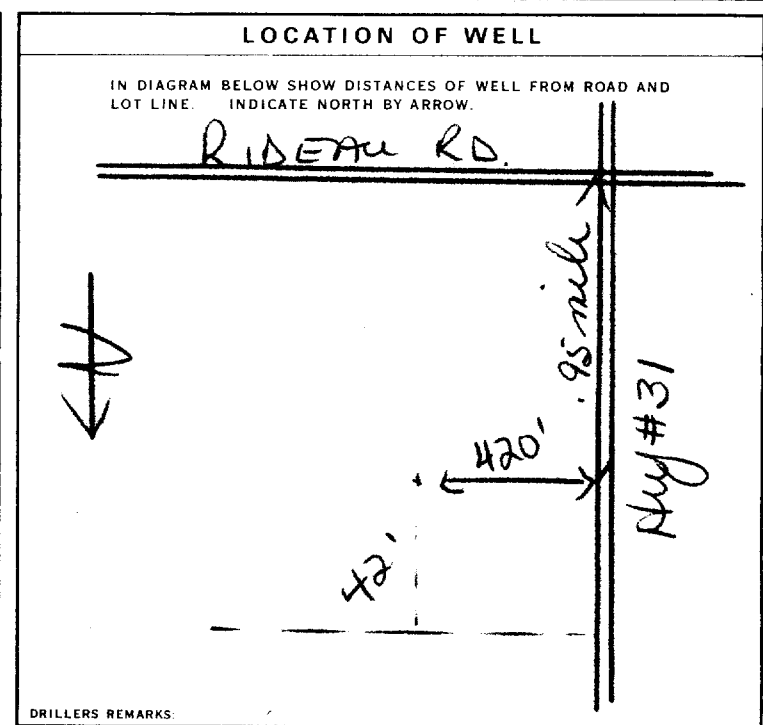 LOCATION OF WELL
IN DIAGRAM BELOW SHOW DISTANCES OF WELL FROM ROAD AND
LOT LINE. INDICATE NORTH BY ARROW.
RIDEAU RD.
.95 mile
Hwy #31
420'
42'
DRILLERS REMARKS: